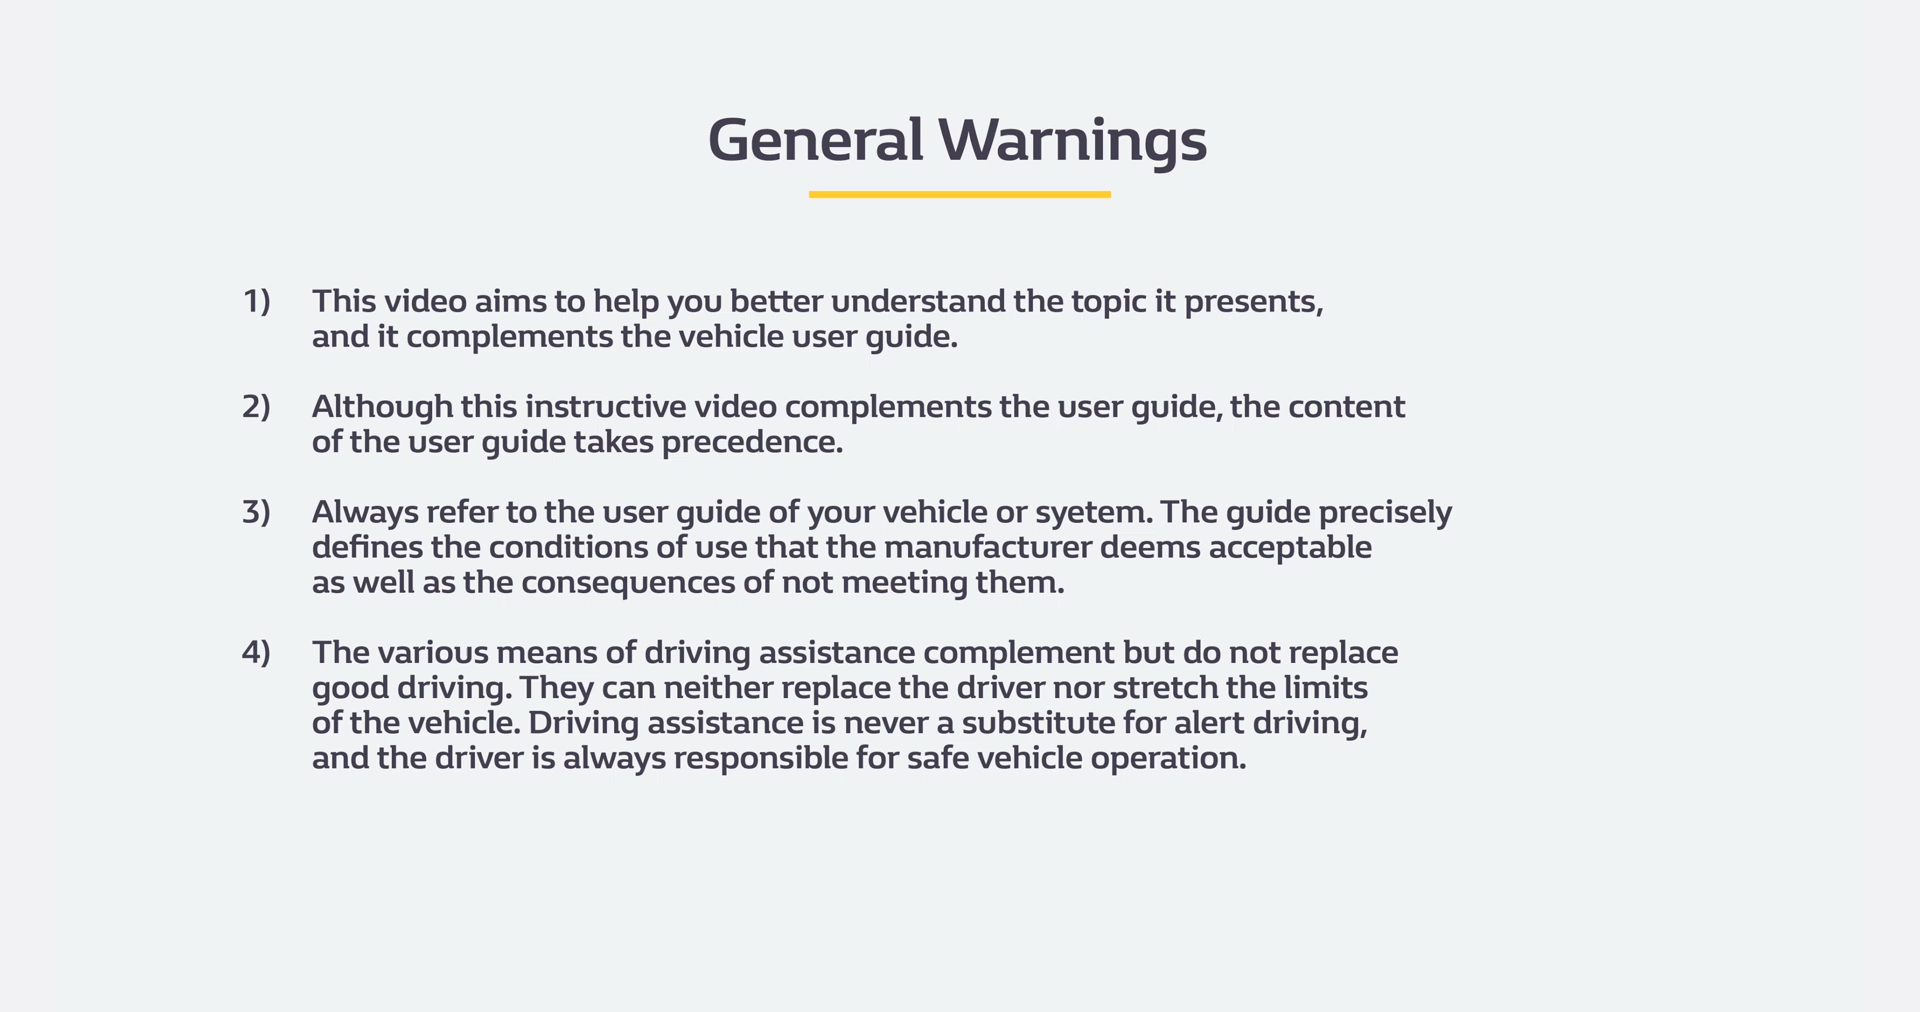 General Warnings
1) This video aims to help you better understand the topic it presents,
and it complements the vehicle user guide.
2) Although this instructive video complements the user guide, the content
of the user guide takes precedence.
3) Always refer to the user guide of your vehicle or syetem. The guide precisely
defines the conditions of use that the manufacturer deems acceptable
as well as the consequences of not meeting them.
4) The various means of driving assistance complement but do not replace
good driving. They can neither replace the driver nor stretch the limits
of the vehicle. Driving assistance is never a substitute for alert driving,
and the driver is always responsible for safe vehicle operation.